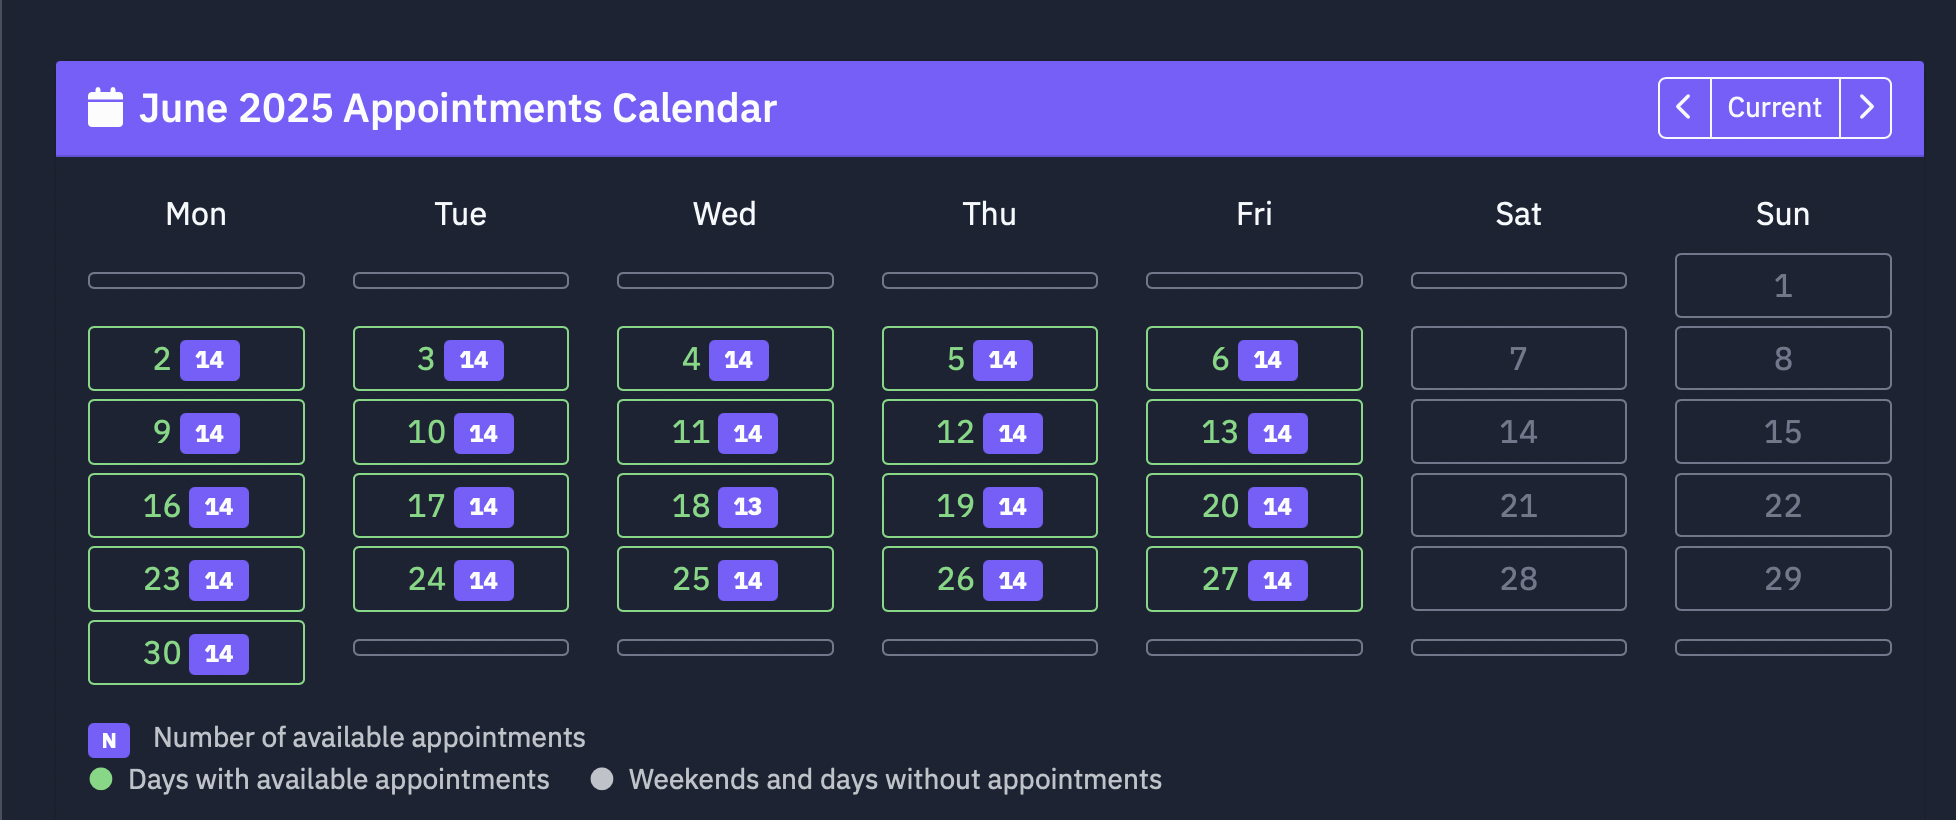 June 2025 Appointments Calendar
Current
Mon Tue Wed Thu Fri Sat Sun
1
2 14 3 14 4 14 5 14 6 14 7 8
9 14 10 14 11 14 12 14 13 14 14 15
16 14 17 14 18 13 19 14 20 14 21 22
23 14 24 14 25 14 26 14 27 14 28 29
30 14
N Number of available appointments
Days with available appointments Weekends and days without appointments